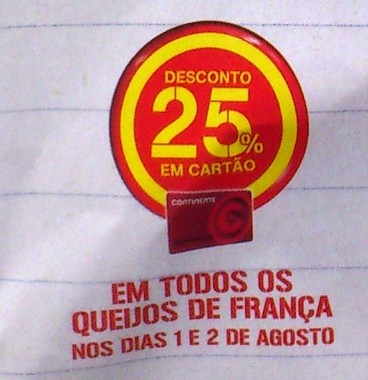 DESCONTO
25%
EM CARTÃO
CONTINENTE
EM TODOS OS
QUEIJOS DE FRANÇA
NOS DIAS 1 E 2 DE AGOSTO